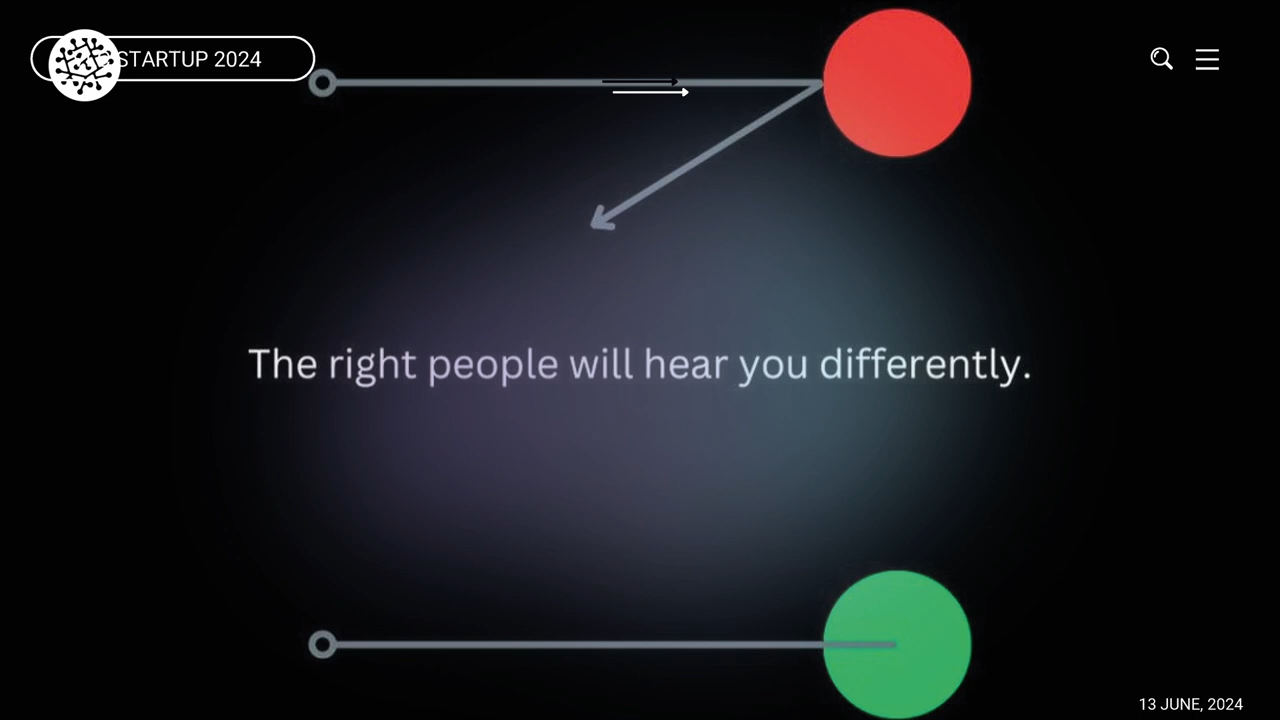 STARTUP 2024
The right people will hear you differently.
13 JUNE, 2024